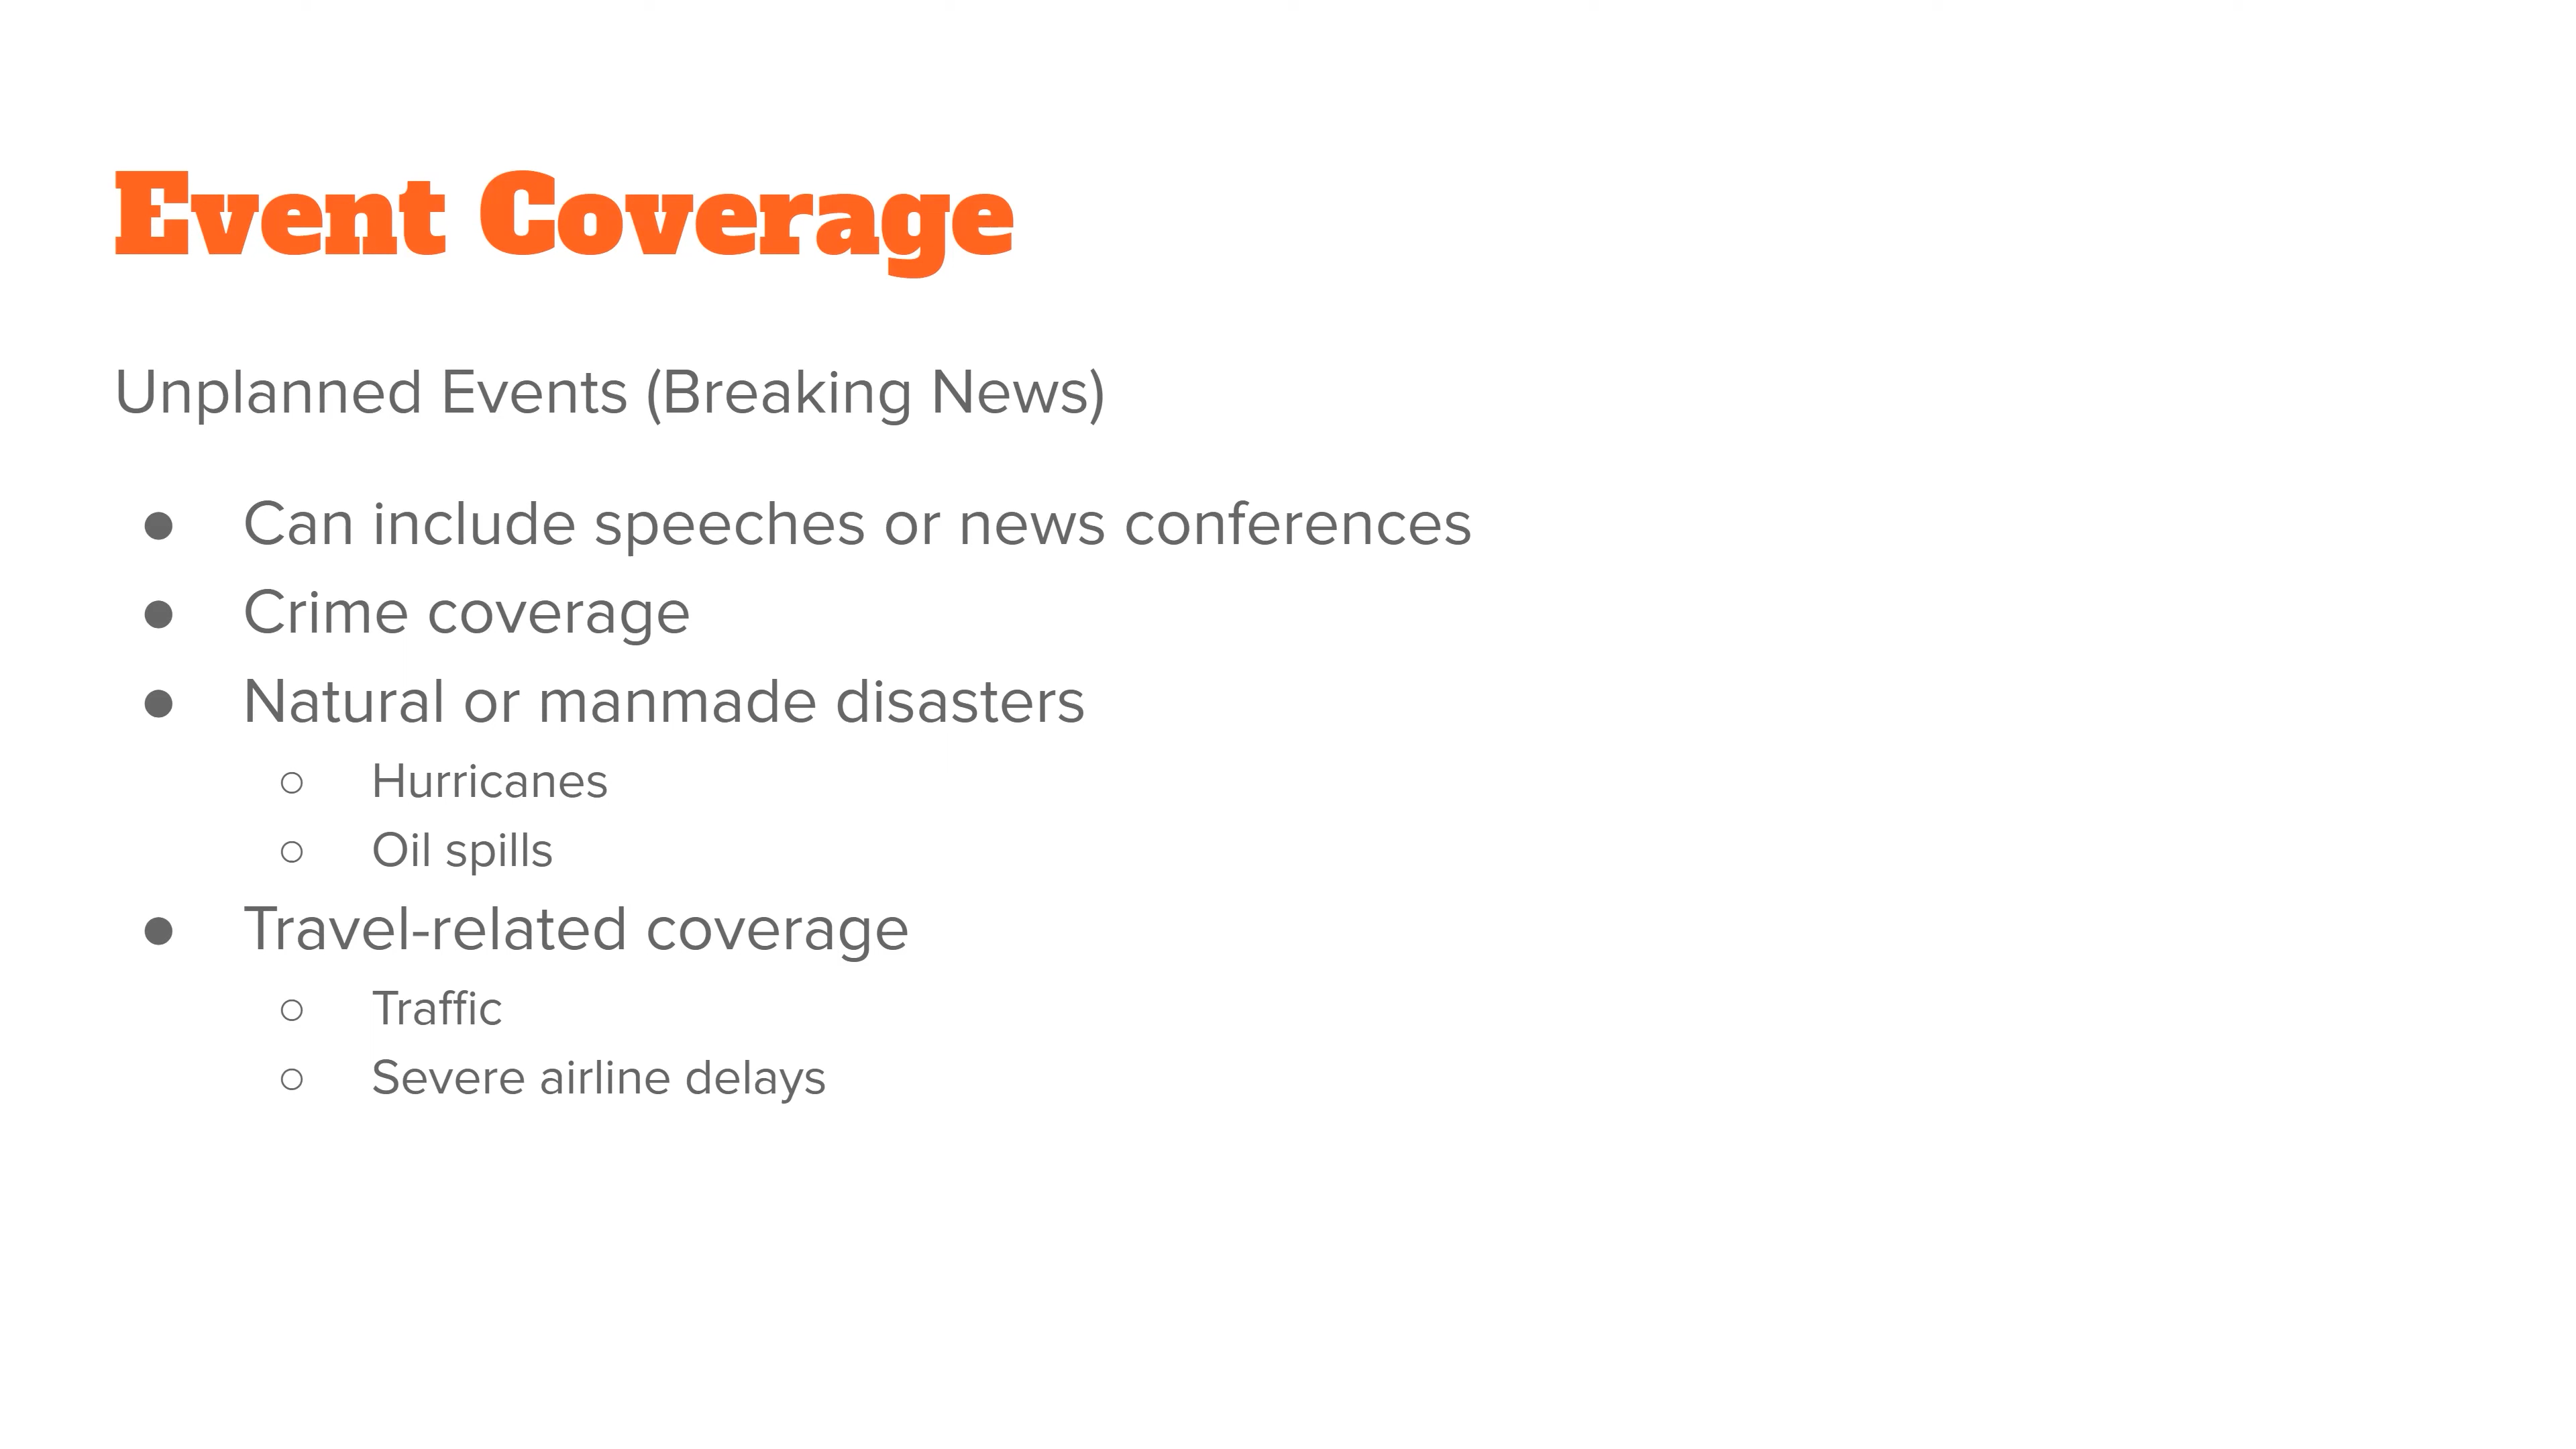 Event Coverage
Unplanned Events (Breaking News)
● Can include speeches or news conferences
● Crime coverage
● Natural or manmade disasters
○ Hurricanes
○ Oil spills
● Travel-related coverage
○ Traffic
○ Severe airline delays